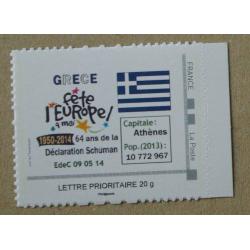 GRECE
fête
l'EUROPE!
9 mai
1950-2014 64 ans de la
Déclaration Schuman
EdeC 09 05 14
Capitale :
Athènes
Pop. (2013) :
10 772 967
LETTRE PRIORITAIRE 20 g
FRANCE
La Poste